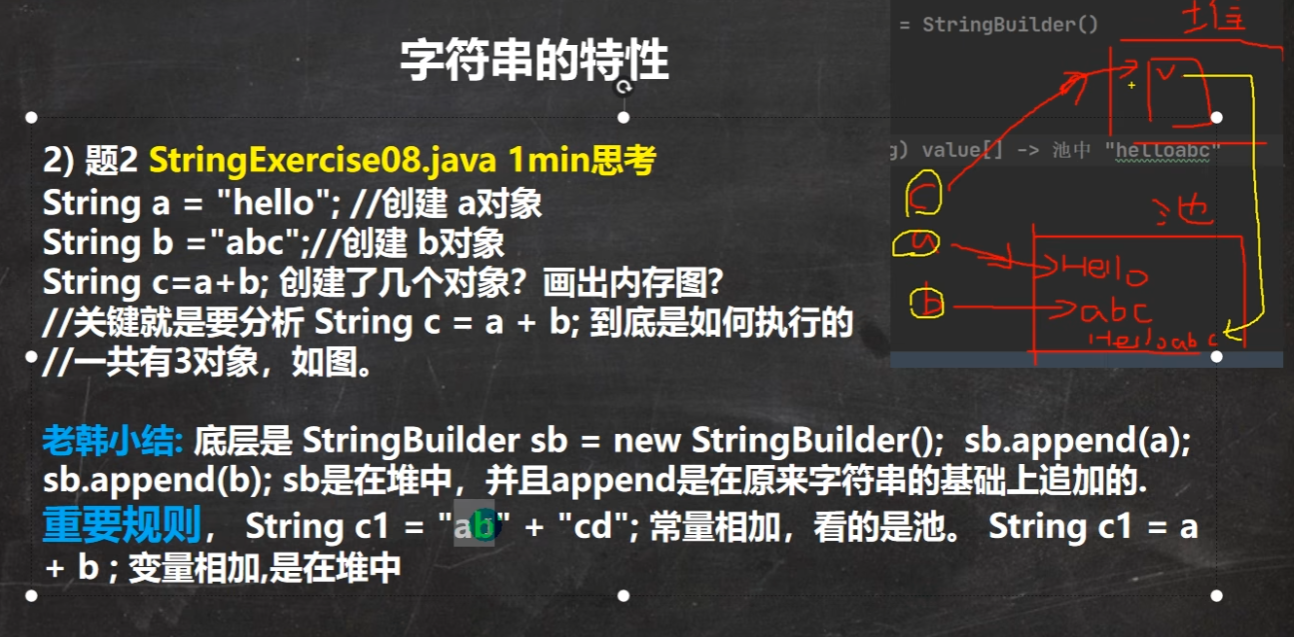 字符串的特性
2) 题2 StringExercise08.java 1min思考
String a = "hello"; //创建 a对象
String b ="abc";//创建 b对象
String c=a+b; 创建了几个对象？画出内存图?
//关键就是要分析 String c = a + b; 到底是如何执行的
//一共有3对象，如图。
老韩小结: 底层是 StringBuilder sb = new StringBuilder(); sb.append(a);
sb.append(b); sb是在堆中，并且append是在原来字符串的基础上追加的.
重要规则， String c1 = "ab" + "cd"; 常量相加，看的是池。 String c1 = a
+ b ; 变量相加,是在堆中
= StringBuilder()
堆
v
g) value[] -> 池中 "helloabc"
c
池
a
Hello
b
abc
Helloabc